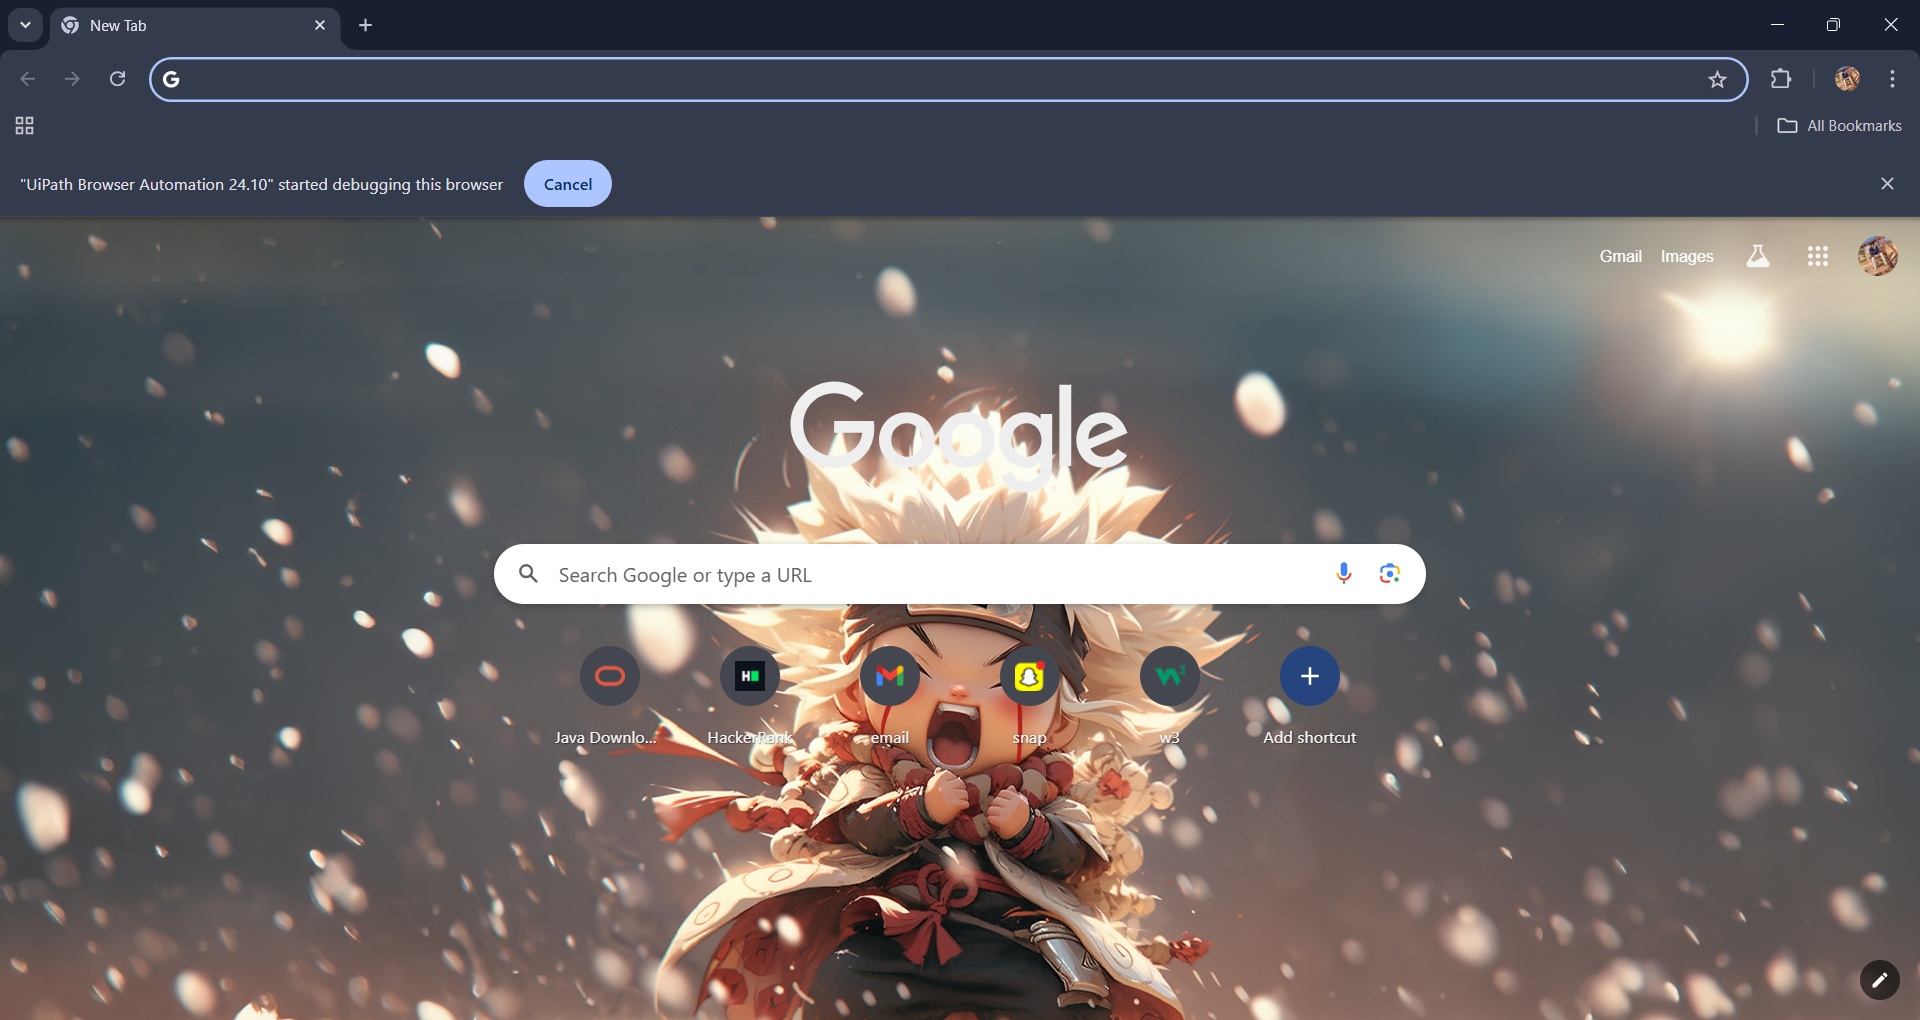 New Tab
All Bookmarks
"UiPath Browser Automation 24.10" started debugging this browser
Cancel
Gmail
Images
Google
Search Google or type a URL
Java Downlo...
HackerRank
email
snap
w3
Add shortcut